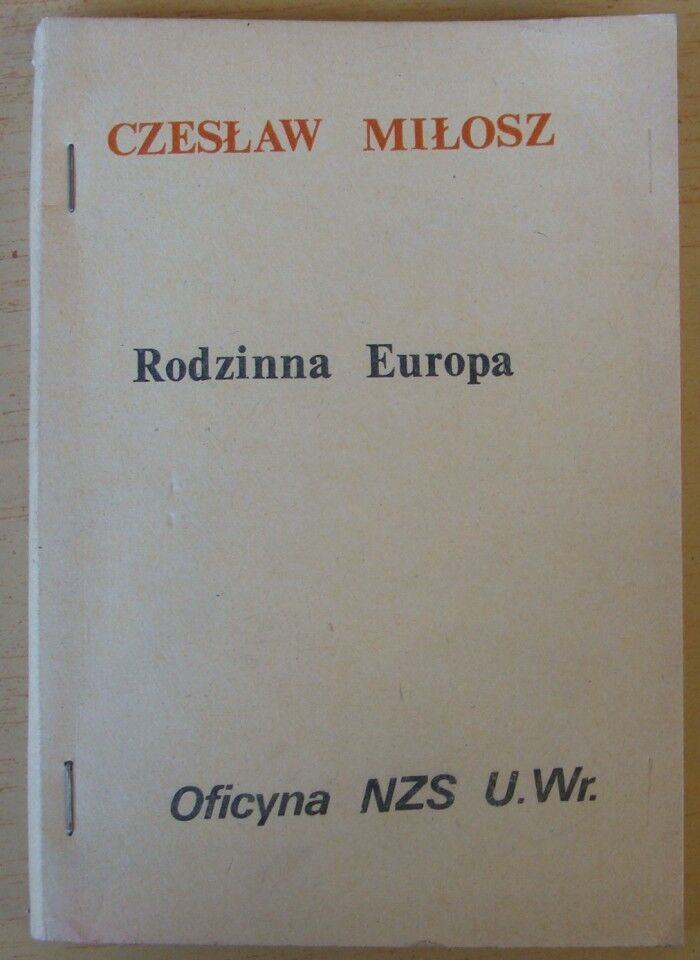 CZESŁAW MIŁOSZ
Rodzinna Europa
Oficyna NZS U.Wr.